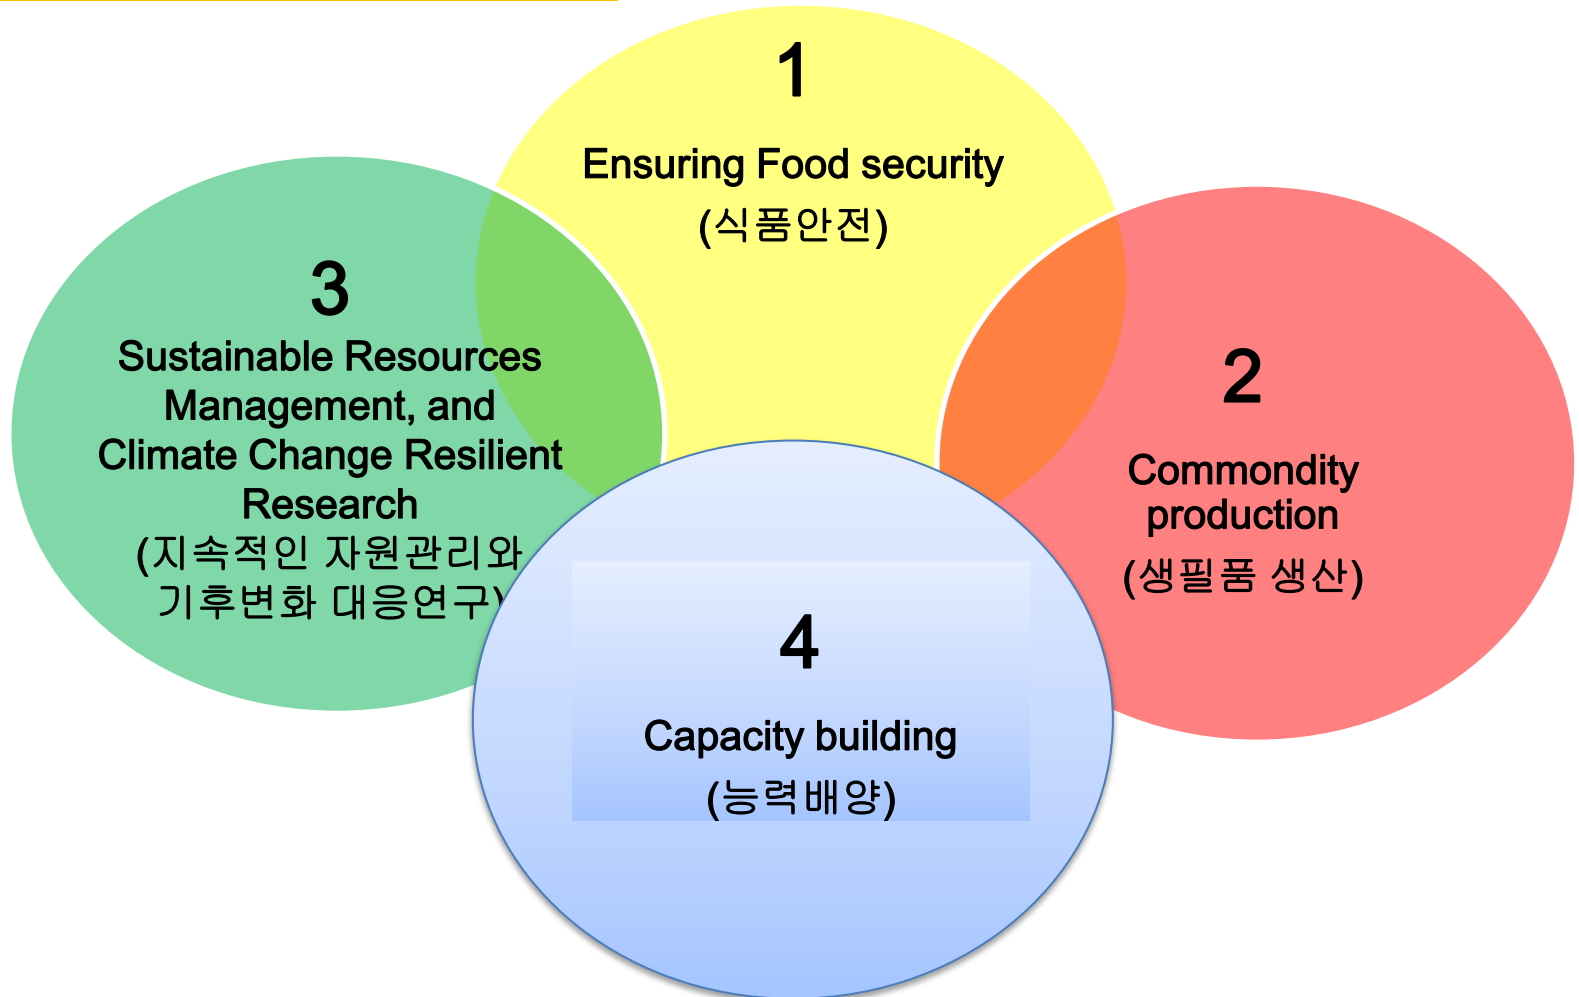 1
Ensuring Food security
(식품안전)
3
Sustainable Resources
Management, and
Climate Change Resilient
Research
(지속적인 자원관리와
기후변화 대응연구)
2
Commondity
production
(생필품 생산)
4
Capacity building
(능력배양)